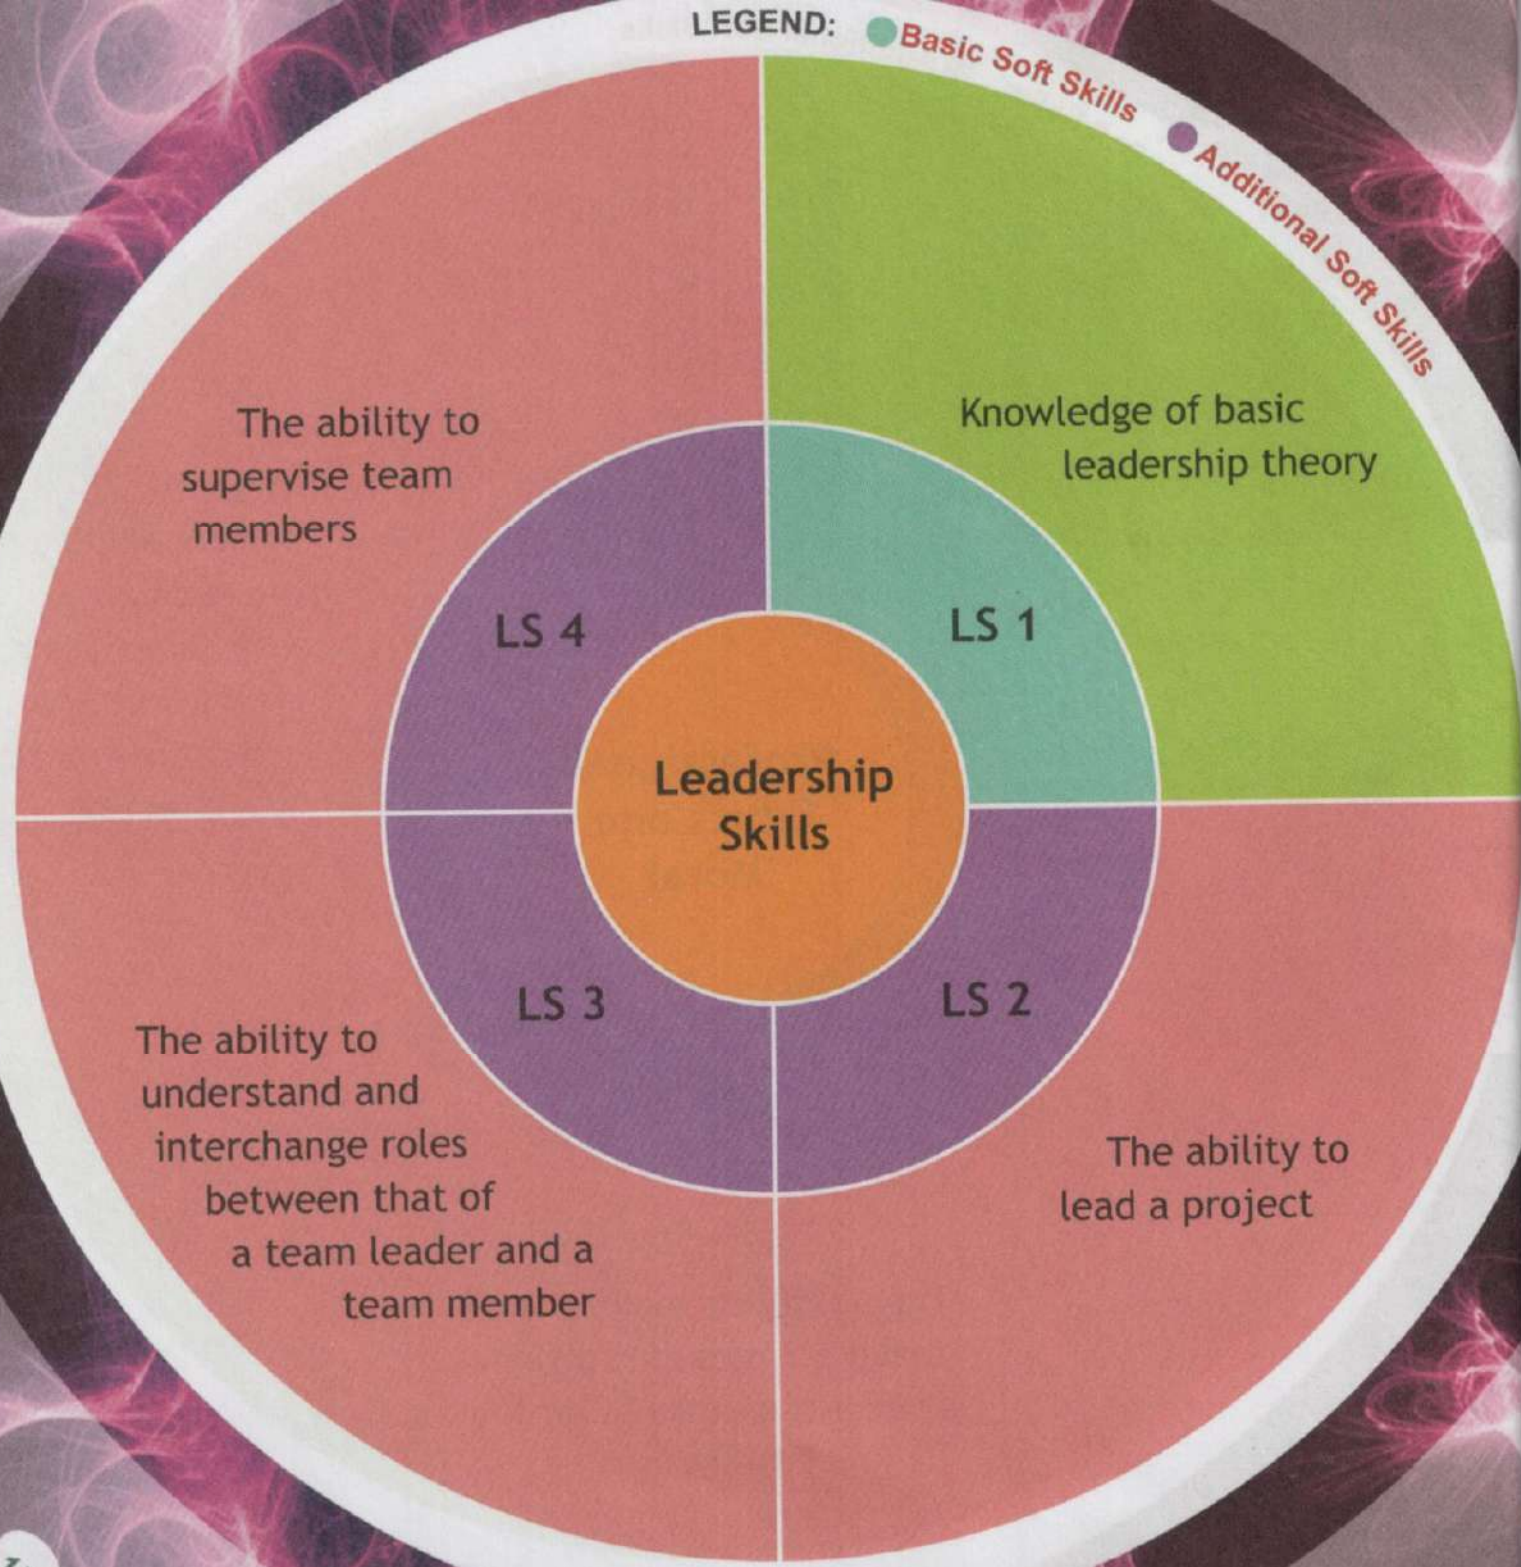 LEGEND:
Basic Soft Skills
Additional Soft Skills
The ability to
supervise team
members
Knowledge of basic
leadership theory
LS 4
LS 1
Leadership
Skills
LS 3
LS 2
The ability to
understand and
interchange roles
between that of
a team leader and a
team member
The ability to
lead a project